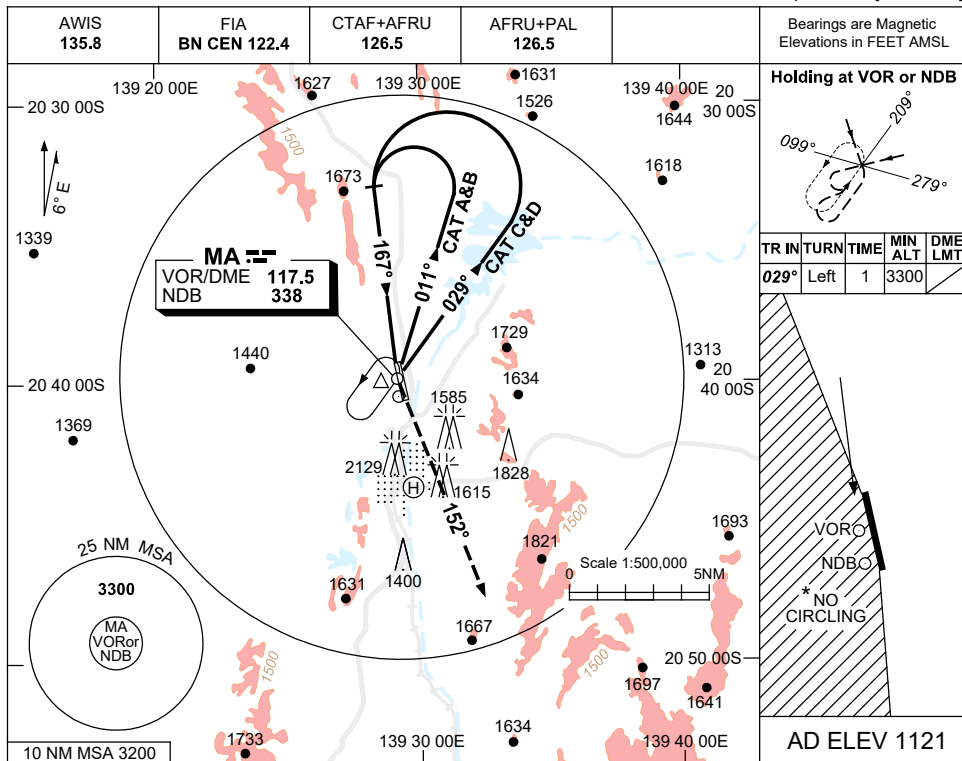 AWIS
135.8
FIA
BN CEN 122.4
CTAF+AFRU
126.5
AFRU+PAL
126.5
Bearings are Magnetic
Elevations in FEET AMSL
139 20 00E
1627
139 30 00E
1631
139 40 00E
20 30 00S
20
30 00S
1500
1526
1644
6° E
1673
1618
1339
167°
011°
CAT A&B
029°
CAT C&D
MA
VOR/DME 117.5
NDB 338
1729
1440
1313
20 40 00S
20
40 00S
1634
1369
1585
2129
H
1615
1828
152°
1500
1693
1821
Scale 1:500,000
0
5NM
1400
1631
1667
25 NM MSA
3300
MA
VORor
NDB
20 50 00S
1500
1697
1641
1500
1733
1634
10 NM MSA 3200
139 30 00E
139 40 00E
Holding at VOR or NDB
209°
099°
279°
TR IN TURN TIME MIN ALT DME LMT
029° Left 1 3300
VOR
NDB
* NO
CIRCLING
AD ELEV 1121